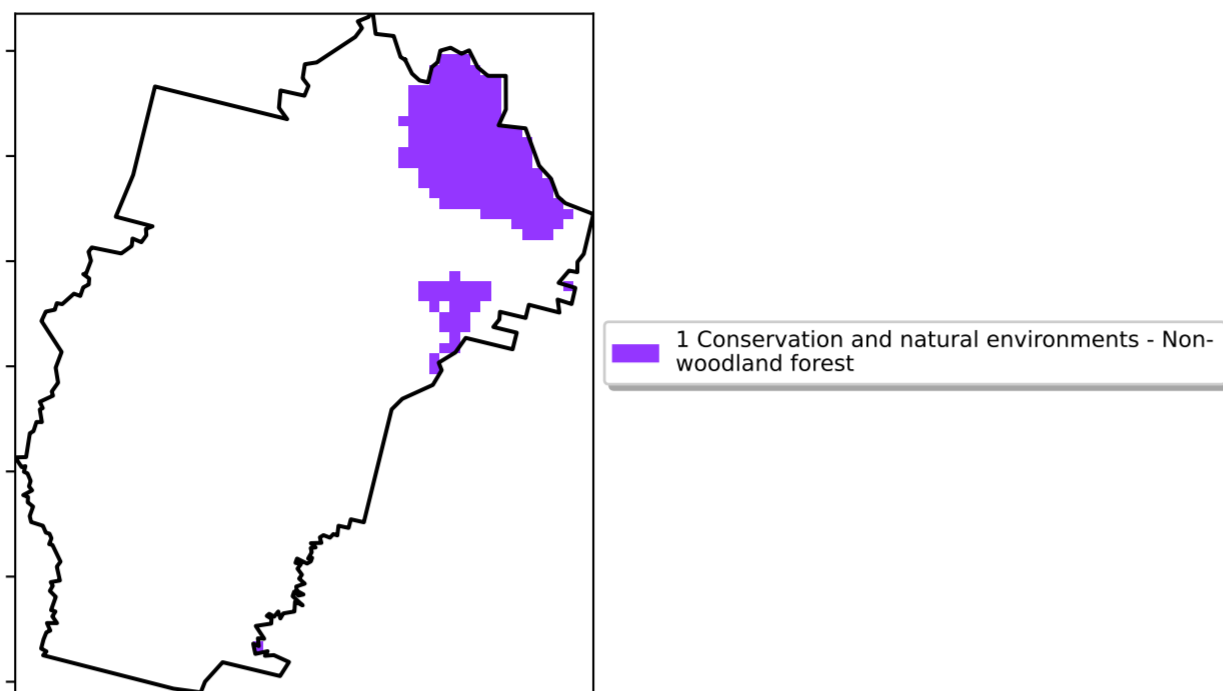 1 Conservation and natural environments - Non-
woodland forest